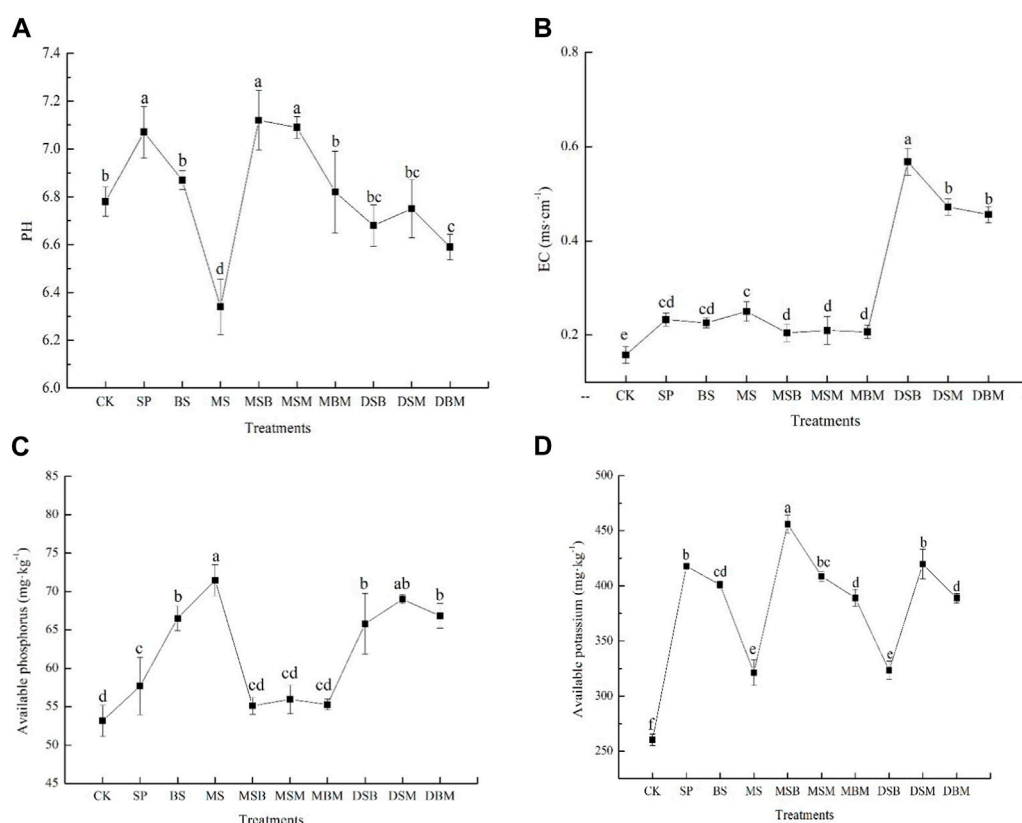 A
7.4
7.2
7.0
6.8
6.6
6.4
6.2
6.0
PH
b
a
b
d
a
a
b
bc
bc
c
CK SP BS MS MSB MSM MBM DSB DSM DBM
Treatments
B
0.8
0.6
0.4
0.2
EC (ms·cm⁻¹)
e
cd
cd
c
d
d
d
a
b
b
-- CK SP BS MS MSB MSM MBM DSB DSM DBM
Treatments
C
85
80
75
70
65
60
55
50
45
Available phosphorus (mg·kg⁻¹)
d
c
b
a
cd
cd
cd
b
ab
b
CK SP BS MS MSB MSM MBM DSB DSM DBM
Treatments
D
500
450
400
350
300
250
Available potassium (mg·kg⁻¹)
f
b
cd
e
a
bc
d
e
b
d
CK SP BS MS MSB MSM MBM DSB DSM DBM
Treatments